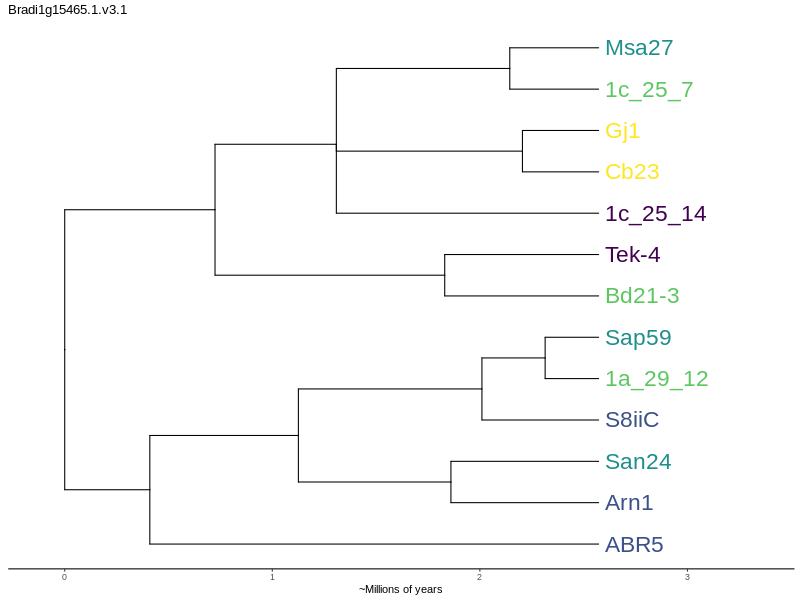 Bradi1g15465.1.v3.1
Msa27
1c_25_7
Gj1
Cb23
1c_25_14
Tek-4
Bd21-3
Sap59
1a_29_12
S8iiC
San24
Arn1
ABR5
0 1 2 3
~Millions of years